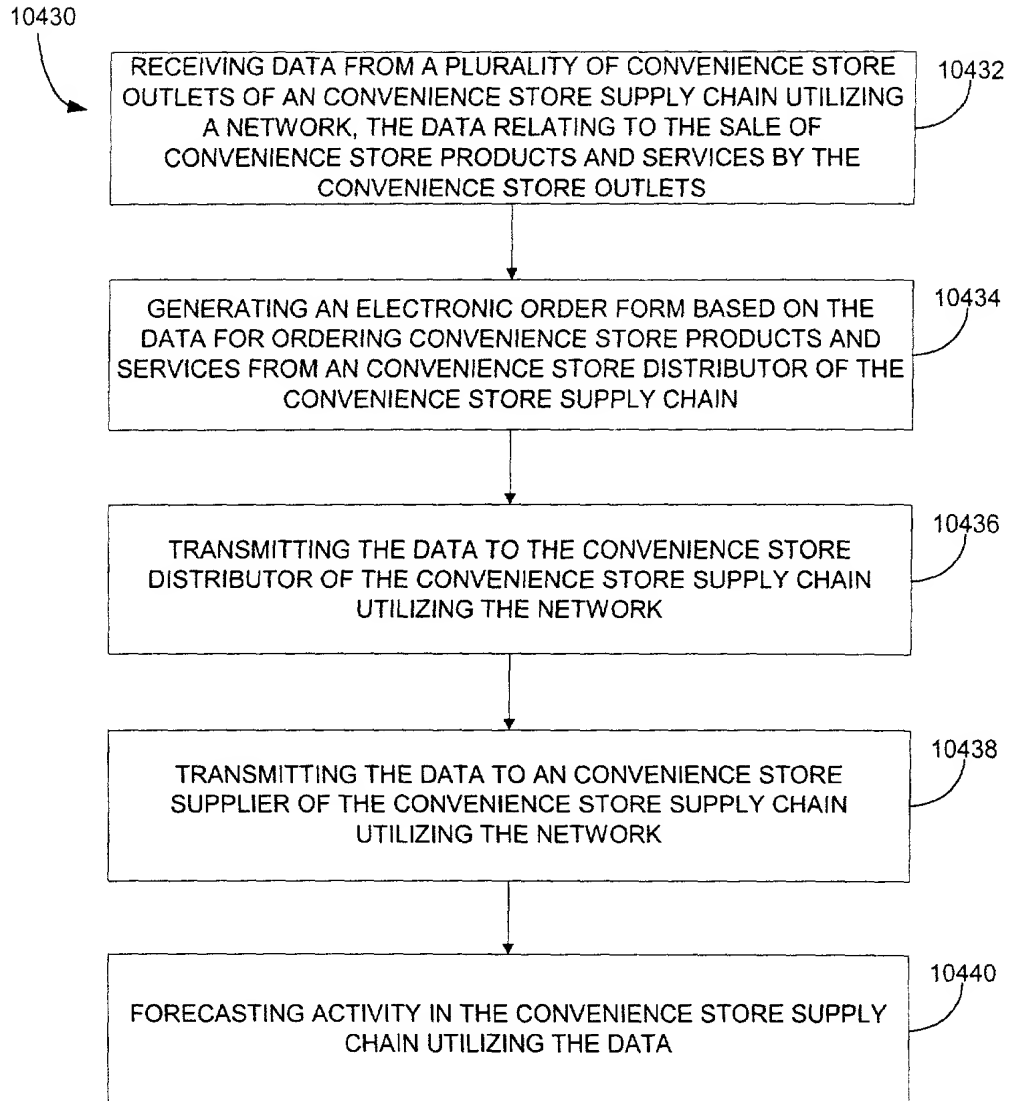 10430
RECEIVING DATA FROM A PLURALITY OF CONVENIENCE STORE
OUTLETS OF AN CONVENIENCE STORE SUPPLY CHAIN UTILIZING
A NETWORK, THE DATA RELATING TO THE SALE OF
CONVENIENCE STORE PRODUCTS AND SERVICES BY THE
CONVENIENCE STORE OUTLETS
10432
GENERATING AN ELECTRONIC ORDER FORM BASED ON THE
DATA FOR ORDERING CONVENIENCE STORE PRODUCTS AND
SERVICES FROM AN CONVENIENCE STORE DISTRIBUTOR OF THE
CONVENIENCE STORE SUPPLY CHAIN
10434
TRANSMITTING THE DATA TO THE CONVENIENCE STORE
DISTRIBUTOR OF THE CONVENIENCE STORE SUPPLY CHAIN
UTILIZING THE NETWORK
10436
TRANSMITTING THE DATA TO AN CONVENIENCE STORE
SUPPLIER OF THE CONVENIENCE STORE SUPPLY CHAIN
UTILIZING THE NETWORK
10438
FORECASTING ACTIVITY IN THE CONVENIENCE STORE SUPPLY
CHAIN UTILIZING THE DATA
10440